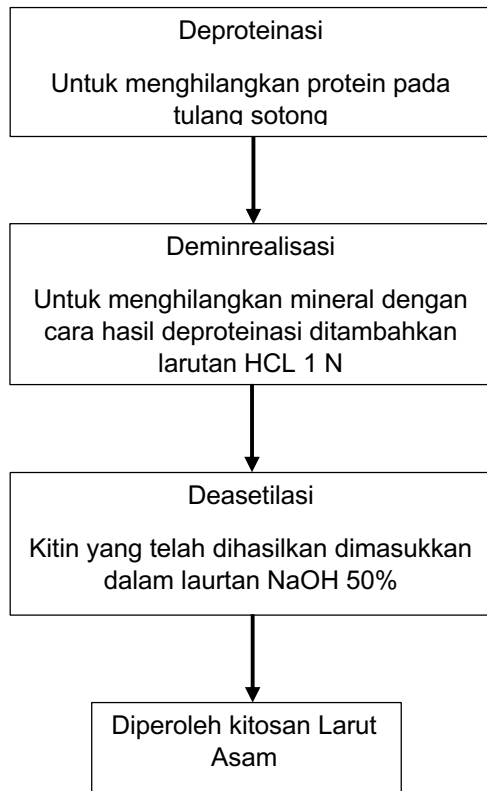 Deproteinasi
Untuk menghilangkan protein pada
tulang sotong
Deminrealisasi
Untuk menghilangkan mineral dengan
cara hasil deproteinasi ditambahkan
larutan HCL 1 N
Deasetilasi
Kitin yang telah dihasilkan dimasukkan
dalam laurtan NaOH 50%
Diperoleh kitosan Larut
Asam